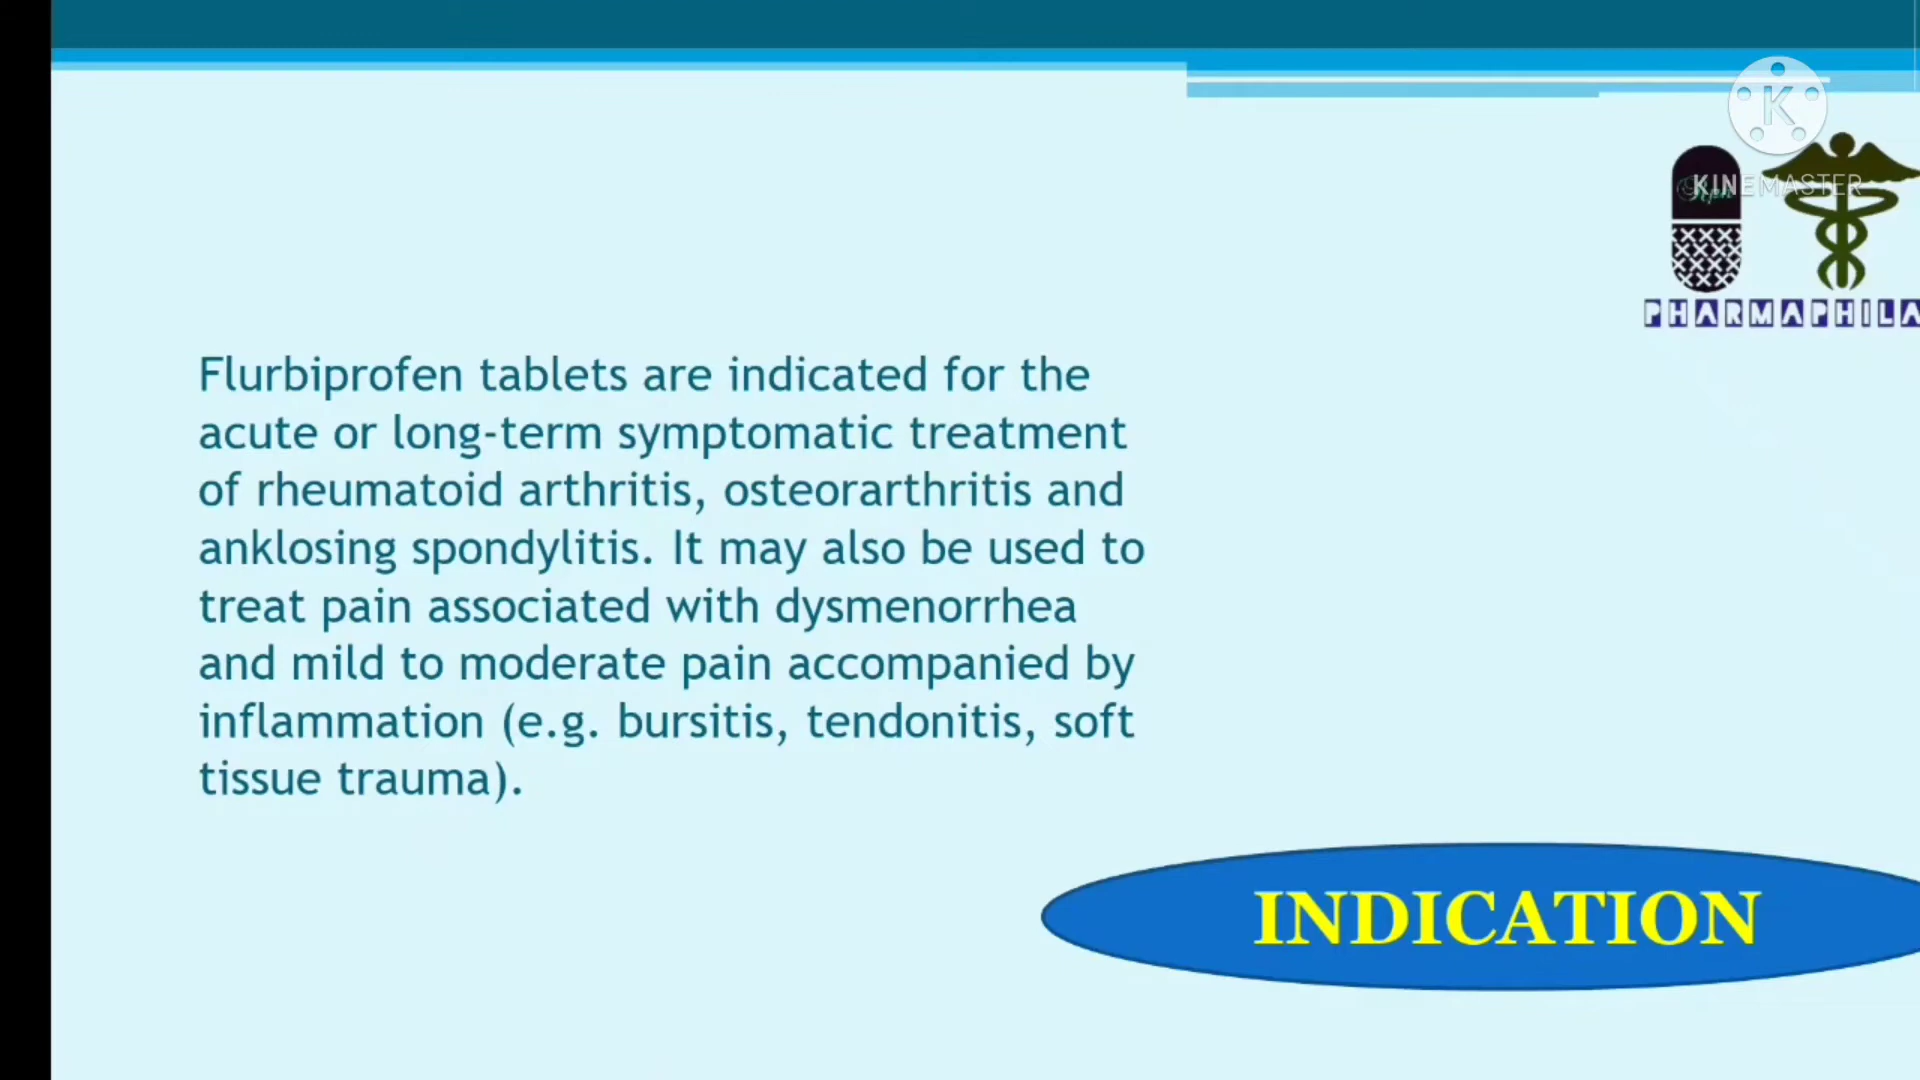 K
KINEMASTER
PHARMAPHILA
Flurbiprofen tablets are indicated for the
acute or long-term symptomatic treatment
of rheumatoid arthritis, osteorarthritis and
anklosing spondylitis. It may also be used to
treat pain associated with dysmenorrhea
and mild to moderate pain accompanied by
inflammation (e.g. bursitis, tendonitis, soft
tissue trauma).
INDICATION